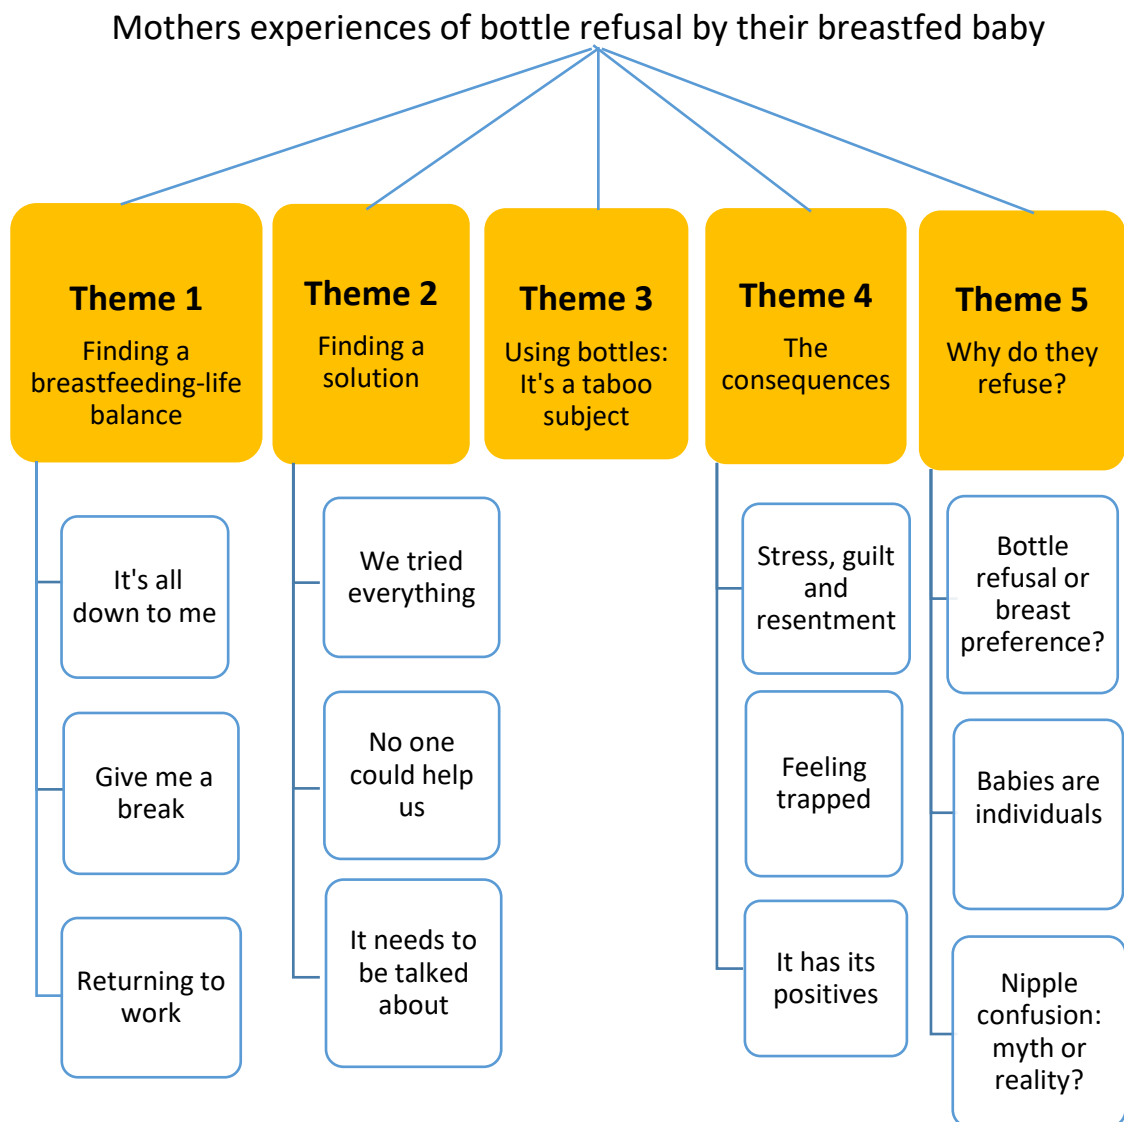 Mothers experiences of bottle refusal by their breastfed baby
Theme 1
Finding a
breastfeeding-life
balance
It's all
down to me
Give me a
break
Returning to
work
Theme 2
Finding a
solution
We tried
everything
No one
could help
us
It needs to
be talked
about
Theme 3
Using bottles:
It's a taboo
subject
Theme 4
The
consequences
Stress, guilt
and
resentment
Feeling
trapped
It has its
positives
Theme 5
Why do they
refuse?
Bottle
refusal or
breast
preference?
Babies are
individuals
Nipple
confusion:
myth or
reality?